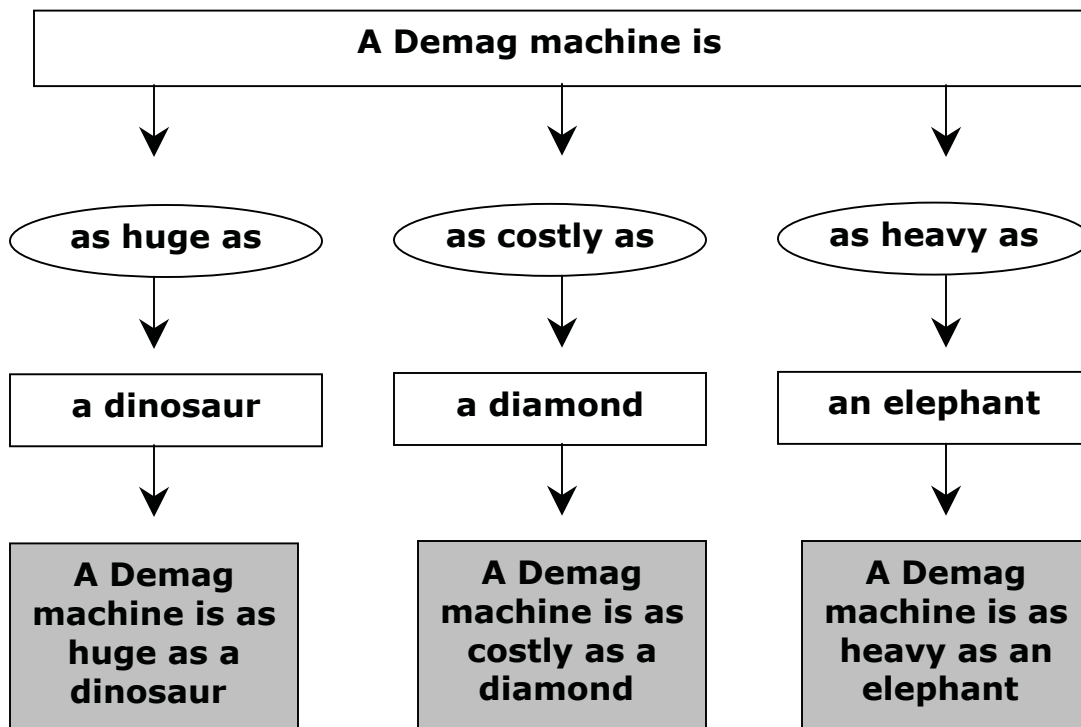 A Demag machine is
as huge as
as costly as
as heavy as
a dinosaur
a diamond
an elephant
A Demag
machine is as
huge as a
dinosaur
A Demag
machine is as
costly as a
diamond
A Demag
machine is as
heavy as an
elephant